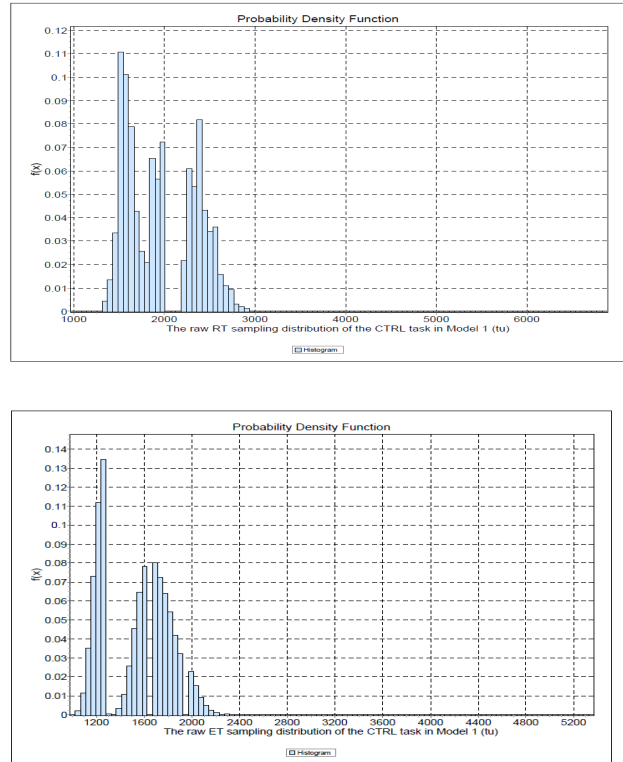 Probability Density Function
0.12
0.11
0.1
0.09
0.08
0.07
0.06
0.05
0.04
0.03
0.02
0.01
0
f(x)
1000 2000 3000 4000 5000 6000
The raw RT sampling distribution of the CTRL task in Model 1 (tu)
Histogram
Probability Density Function
0.14
0.13
0.12
0.11
0.1
0.09
0.08
0.07
0.06
0.05
0.04
0.03
0.02
0.01
0
f(x)
1200 1600 2000 2400 2800 3200 3600 4000 4400 4800 5200
The raw ET sampling distribution of the CTRL task in Model 1 (tu)
Histogram